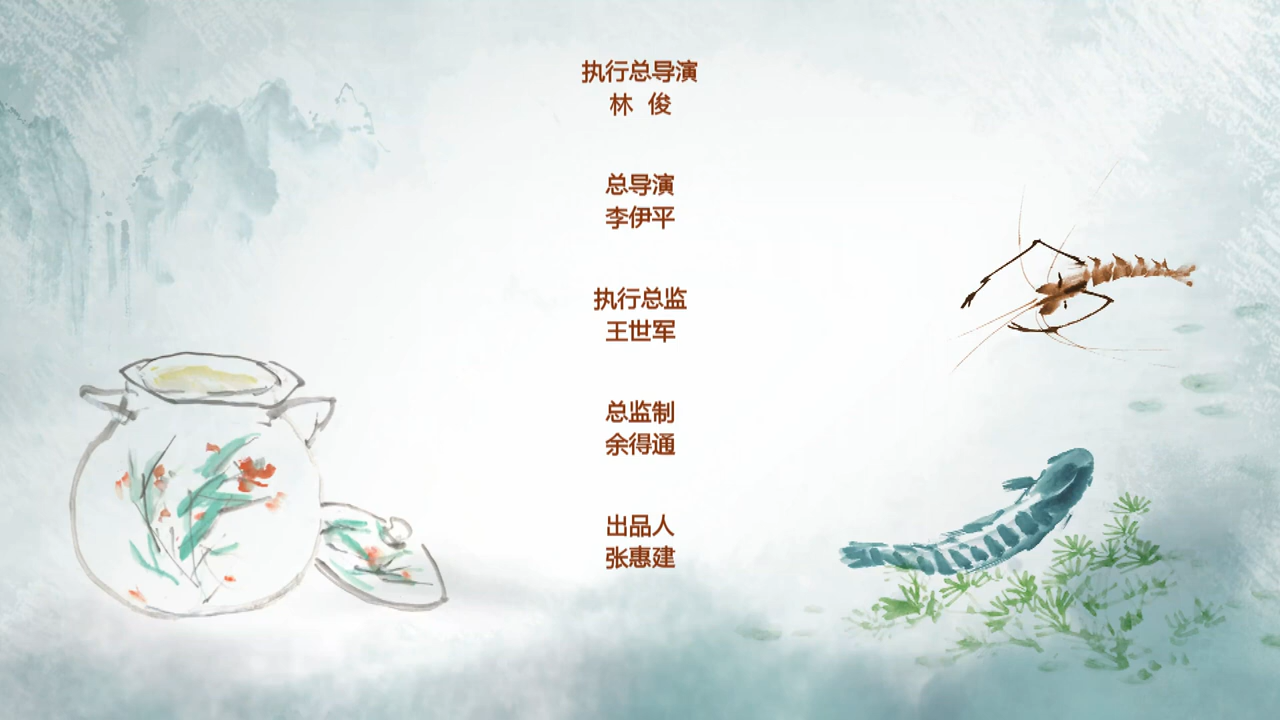 执行总导演
林 俊
总导演
李伊平
执行总监
王世军
总监制
余得通
出品人
张惠建